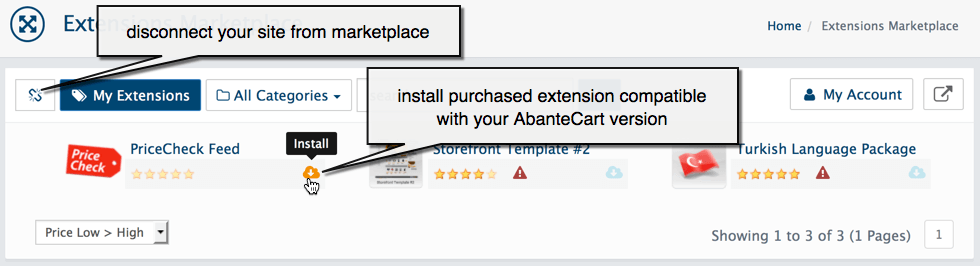 Extensions Marketplace
Home / Extensions Marketplace
disconnect your site from marketplace
My Extensions
All Categories
My Account
install purchased extension compatible
with your AbanteCart version
Install
Price
Check
PriceCheck Feed
Storefront Template #2
Turkish Language Package
Price Low > High
Showing 1 to 3 of 3 (1 Pages)
1